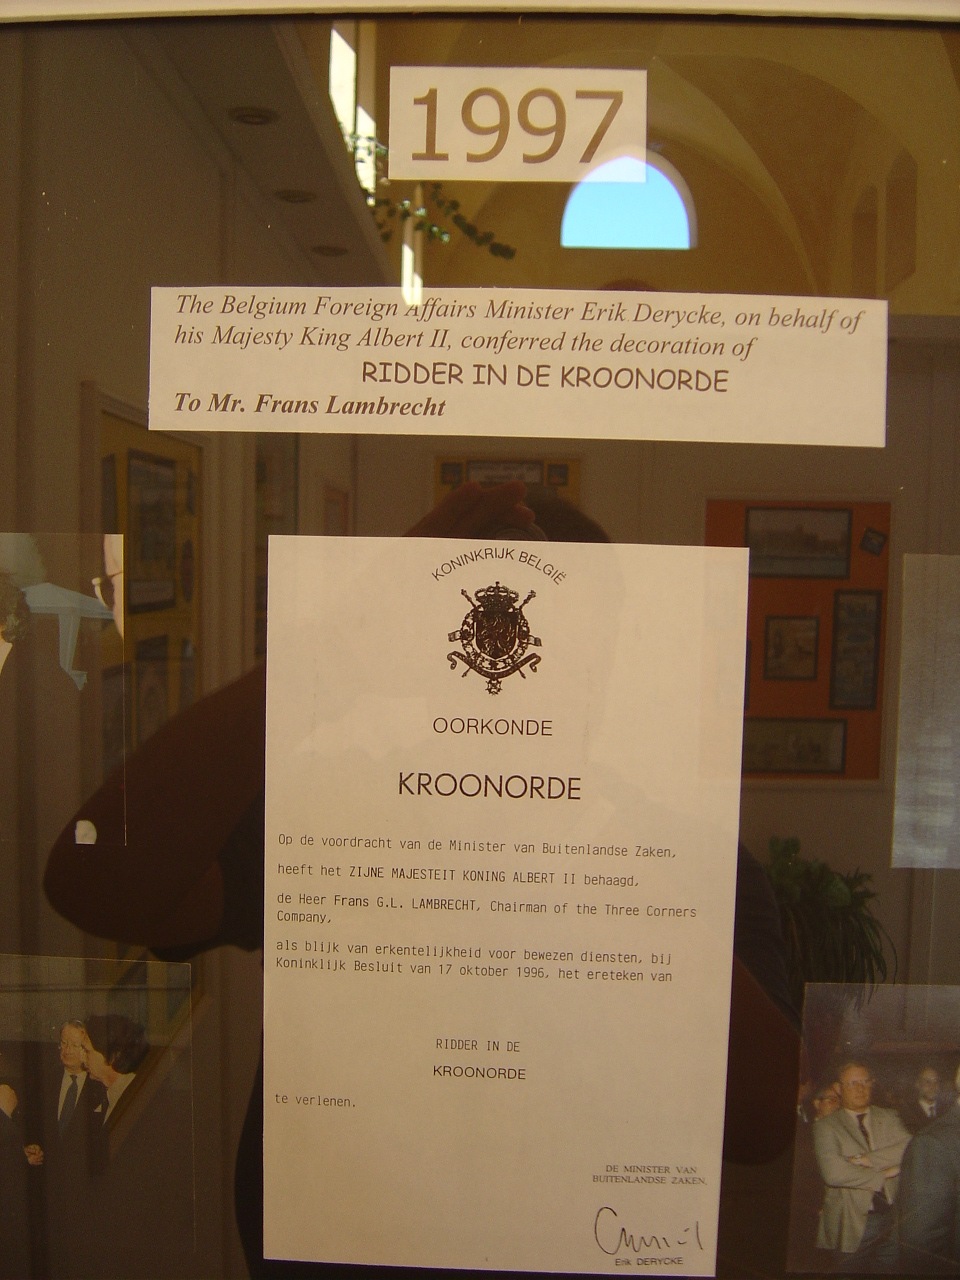 1997
The Belgium Foreign Affairs Minister Erik Derycke, on behalf of
his Majesty King Albert II, conferred the decoration of
RIDDER IN DE KROONORDE
To Mr. Frans Lambrecht
KONINKRIJK BELGIË
OORKONDE
KROONORDE
Op de voordracht van de Minister van Buitenlandse Zaken,
heeft het ZIJNE MAJESTEIT KONING ALBERT II behaagd,
de Heer Frans G.L. LAMBRECHT, Chairman of the Three Corners
Company,
als blijk van erkentelijkheid voor bewezen diensten, bij
Koninklijk Besluit van 17 oktober 1996, het ereteken van
RIDDER IN DE
KROONORDE
te verlenen.
DE MINISTER VAN
BUITENLANDSE ZAKEN,
Erik DERYCKE